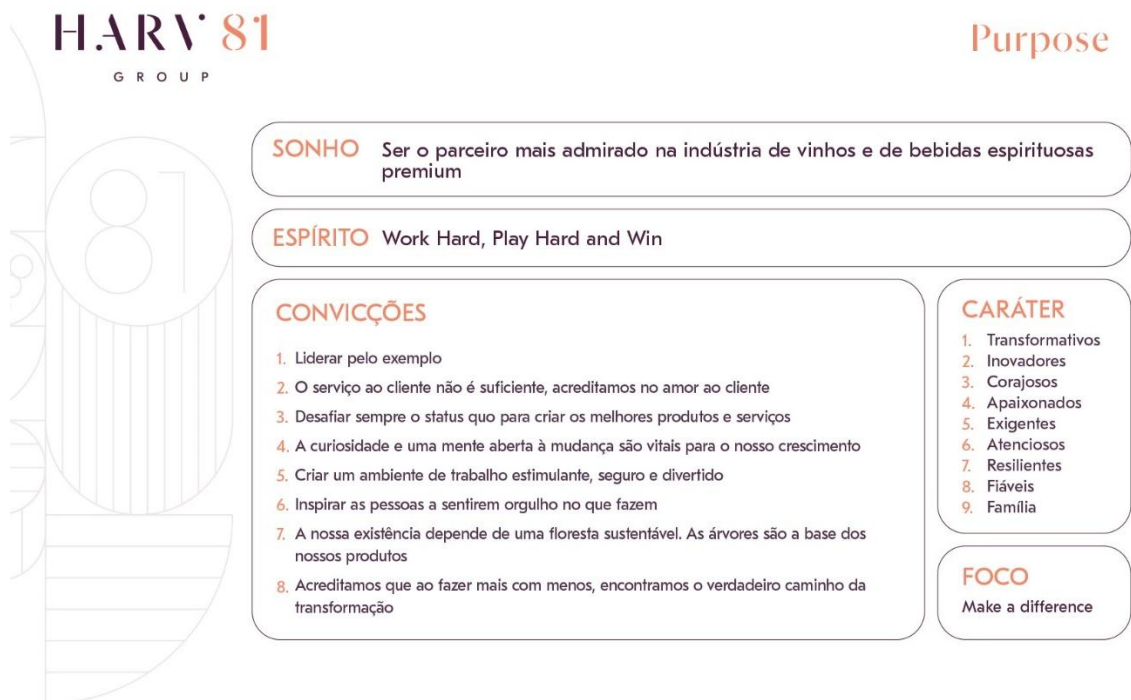 HARV 81
GROUP
Purpose
SONHO Ser o parceiro mais admirado na indústria de vinhos e de bebidas espirituosas
premium
ESPÍRITO Work Hard, Play Hard and Win
CONVICÇÕES
1. Liderar pelo exemplo
2. O serviço ao cliente não é suficiente, acreditamos no amor ao cliente
3. Desafiar sempre o status quo para criar os melhores produtos e serviços
4. A curiosidade e uma mente aberta à mudança são vitais para o nosso crescimento
5. Criar um ambiente de trabalho estimulante, seguro e divertido
6. Inspirar as pessoas a sentirem orgulho no que fazem
7. A nossa existência depende de uma floresta sustentável. As árvores são a base dos
nossos produtos
8. Acreditamos que ao fazer mais com menos, encontramos o verdadeiro caminho da
transformação
CARÁTER
1. Transformativos
2. Inovadores
3. Corajosos
4. Apaixonados
5. Exigentes
6. Atenciosos
7. Resilientes
8. Fiáveis
9. Família
FOCO
Make a difference
81